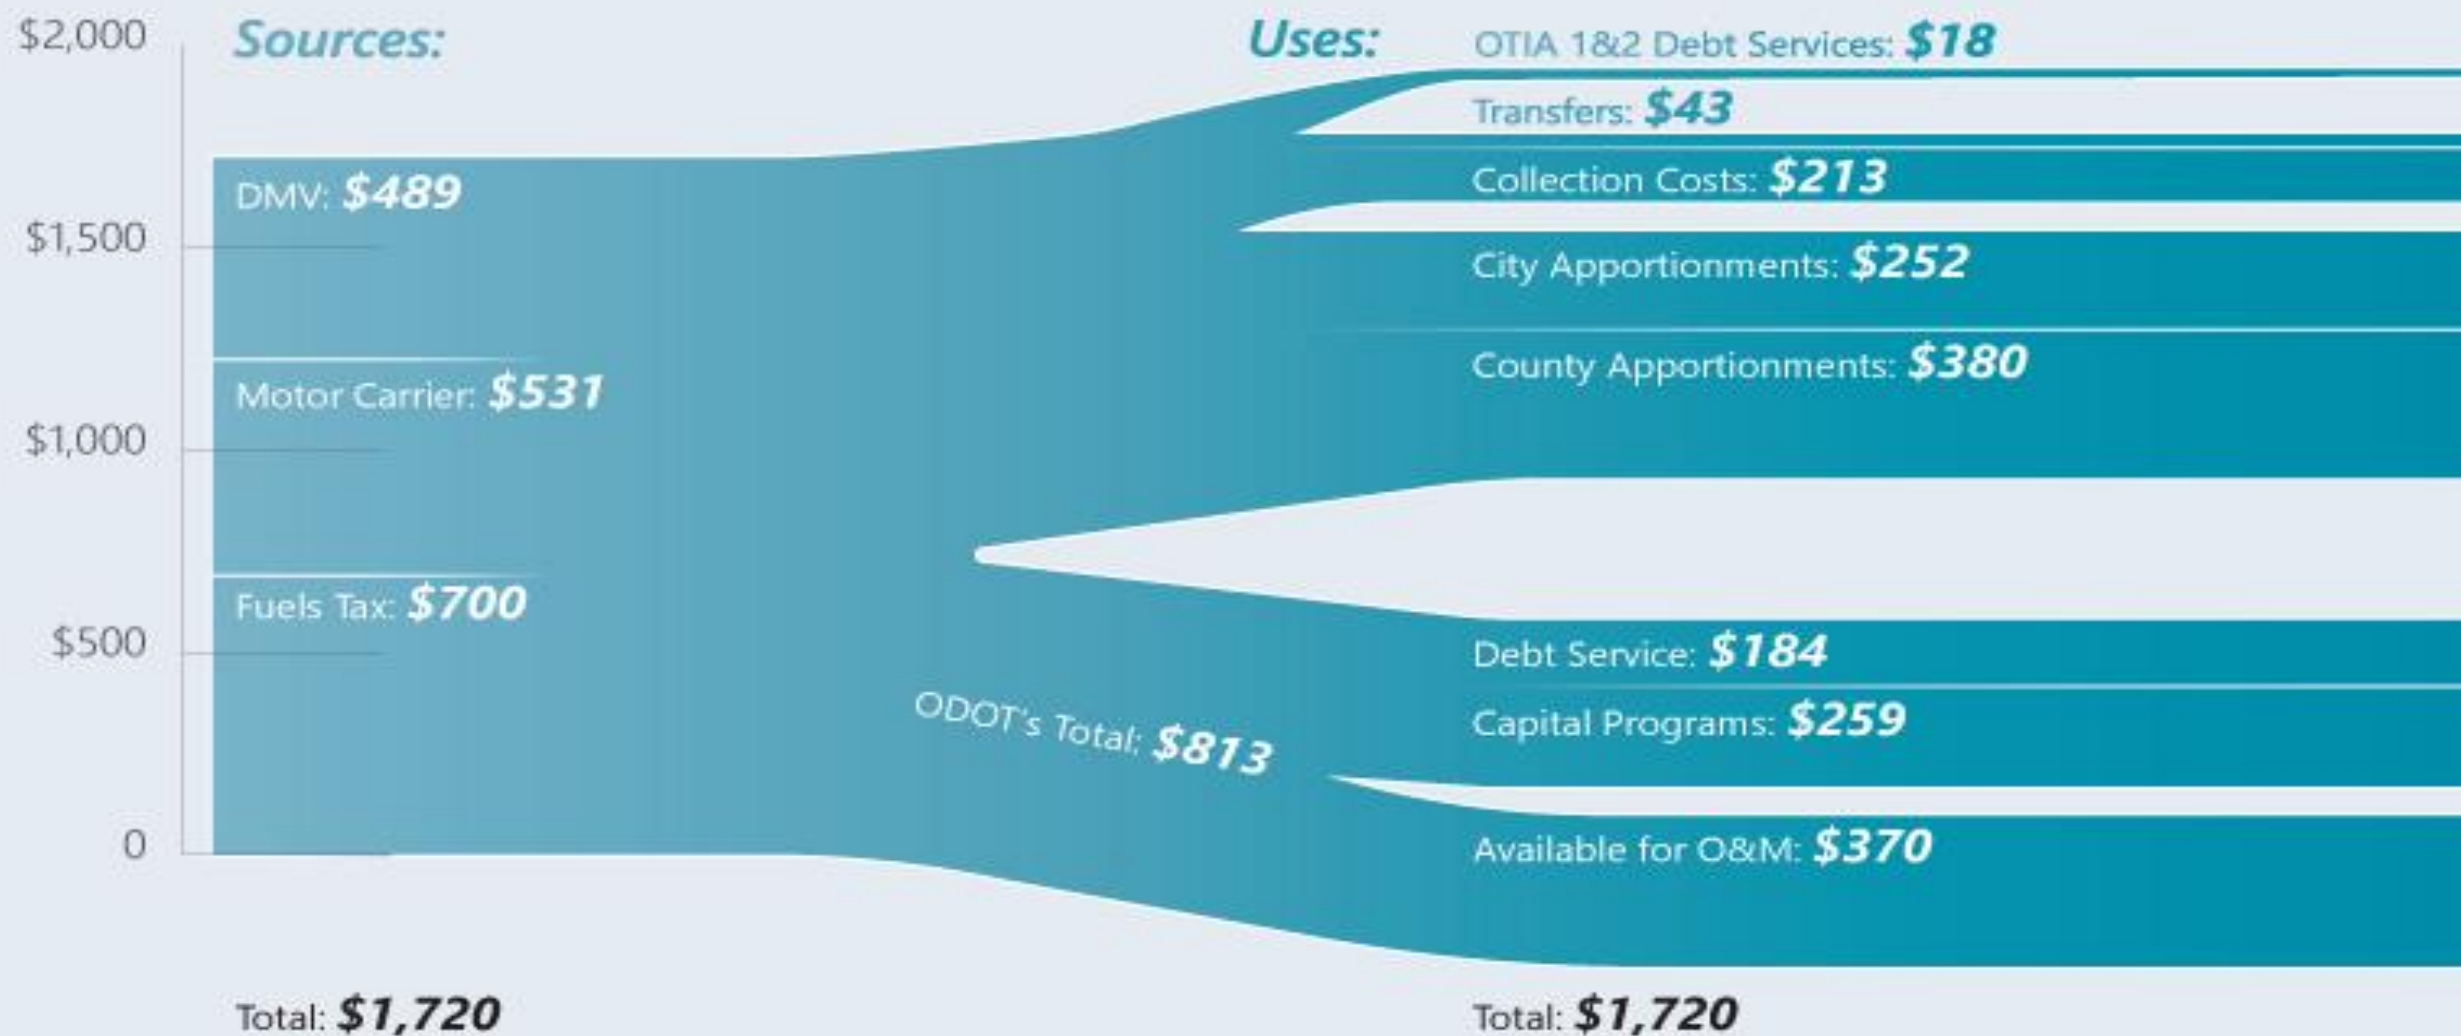 Sources:
$2,000
$1,500
$1,000
$500
0
DMV: $489
Motor Carrier: $531
Fuels Tax: $700
Total: $1,720
ODOT's Total: $813
Uses:
OTIA 1&2 Debt Services: $18
Transfers: $43
Collection Costs: $213
City Apportionments: $252
County Apportionments: $380
Debt Service: $184
Capital Programs: $259
Available for O&M: $370
Total: $1,720